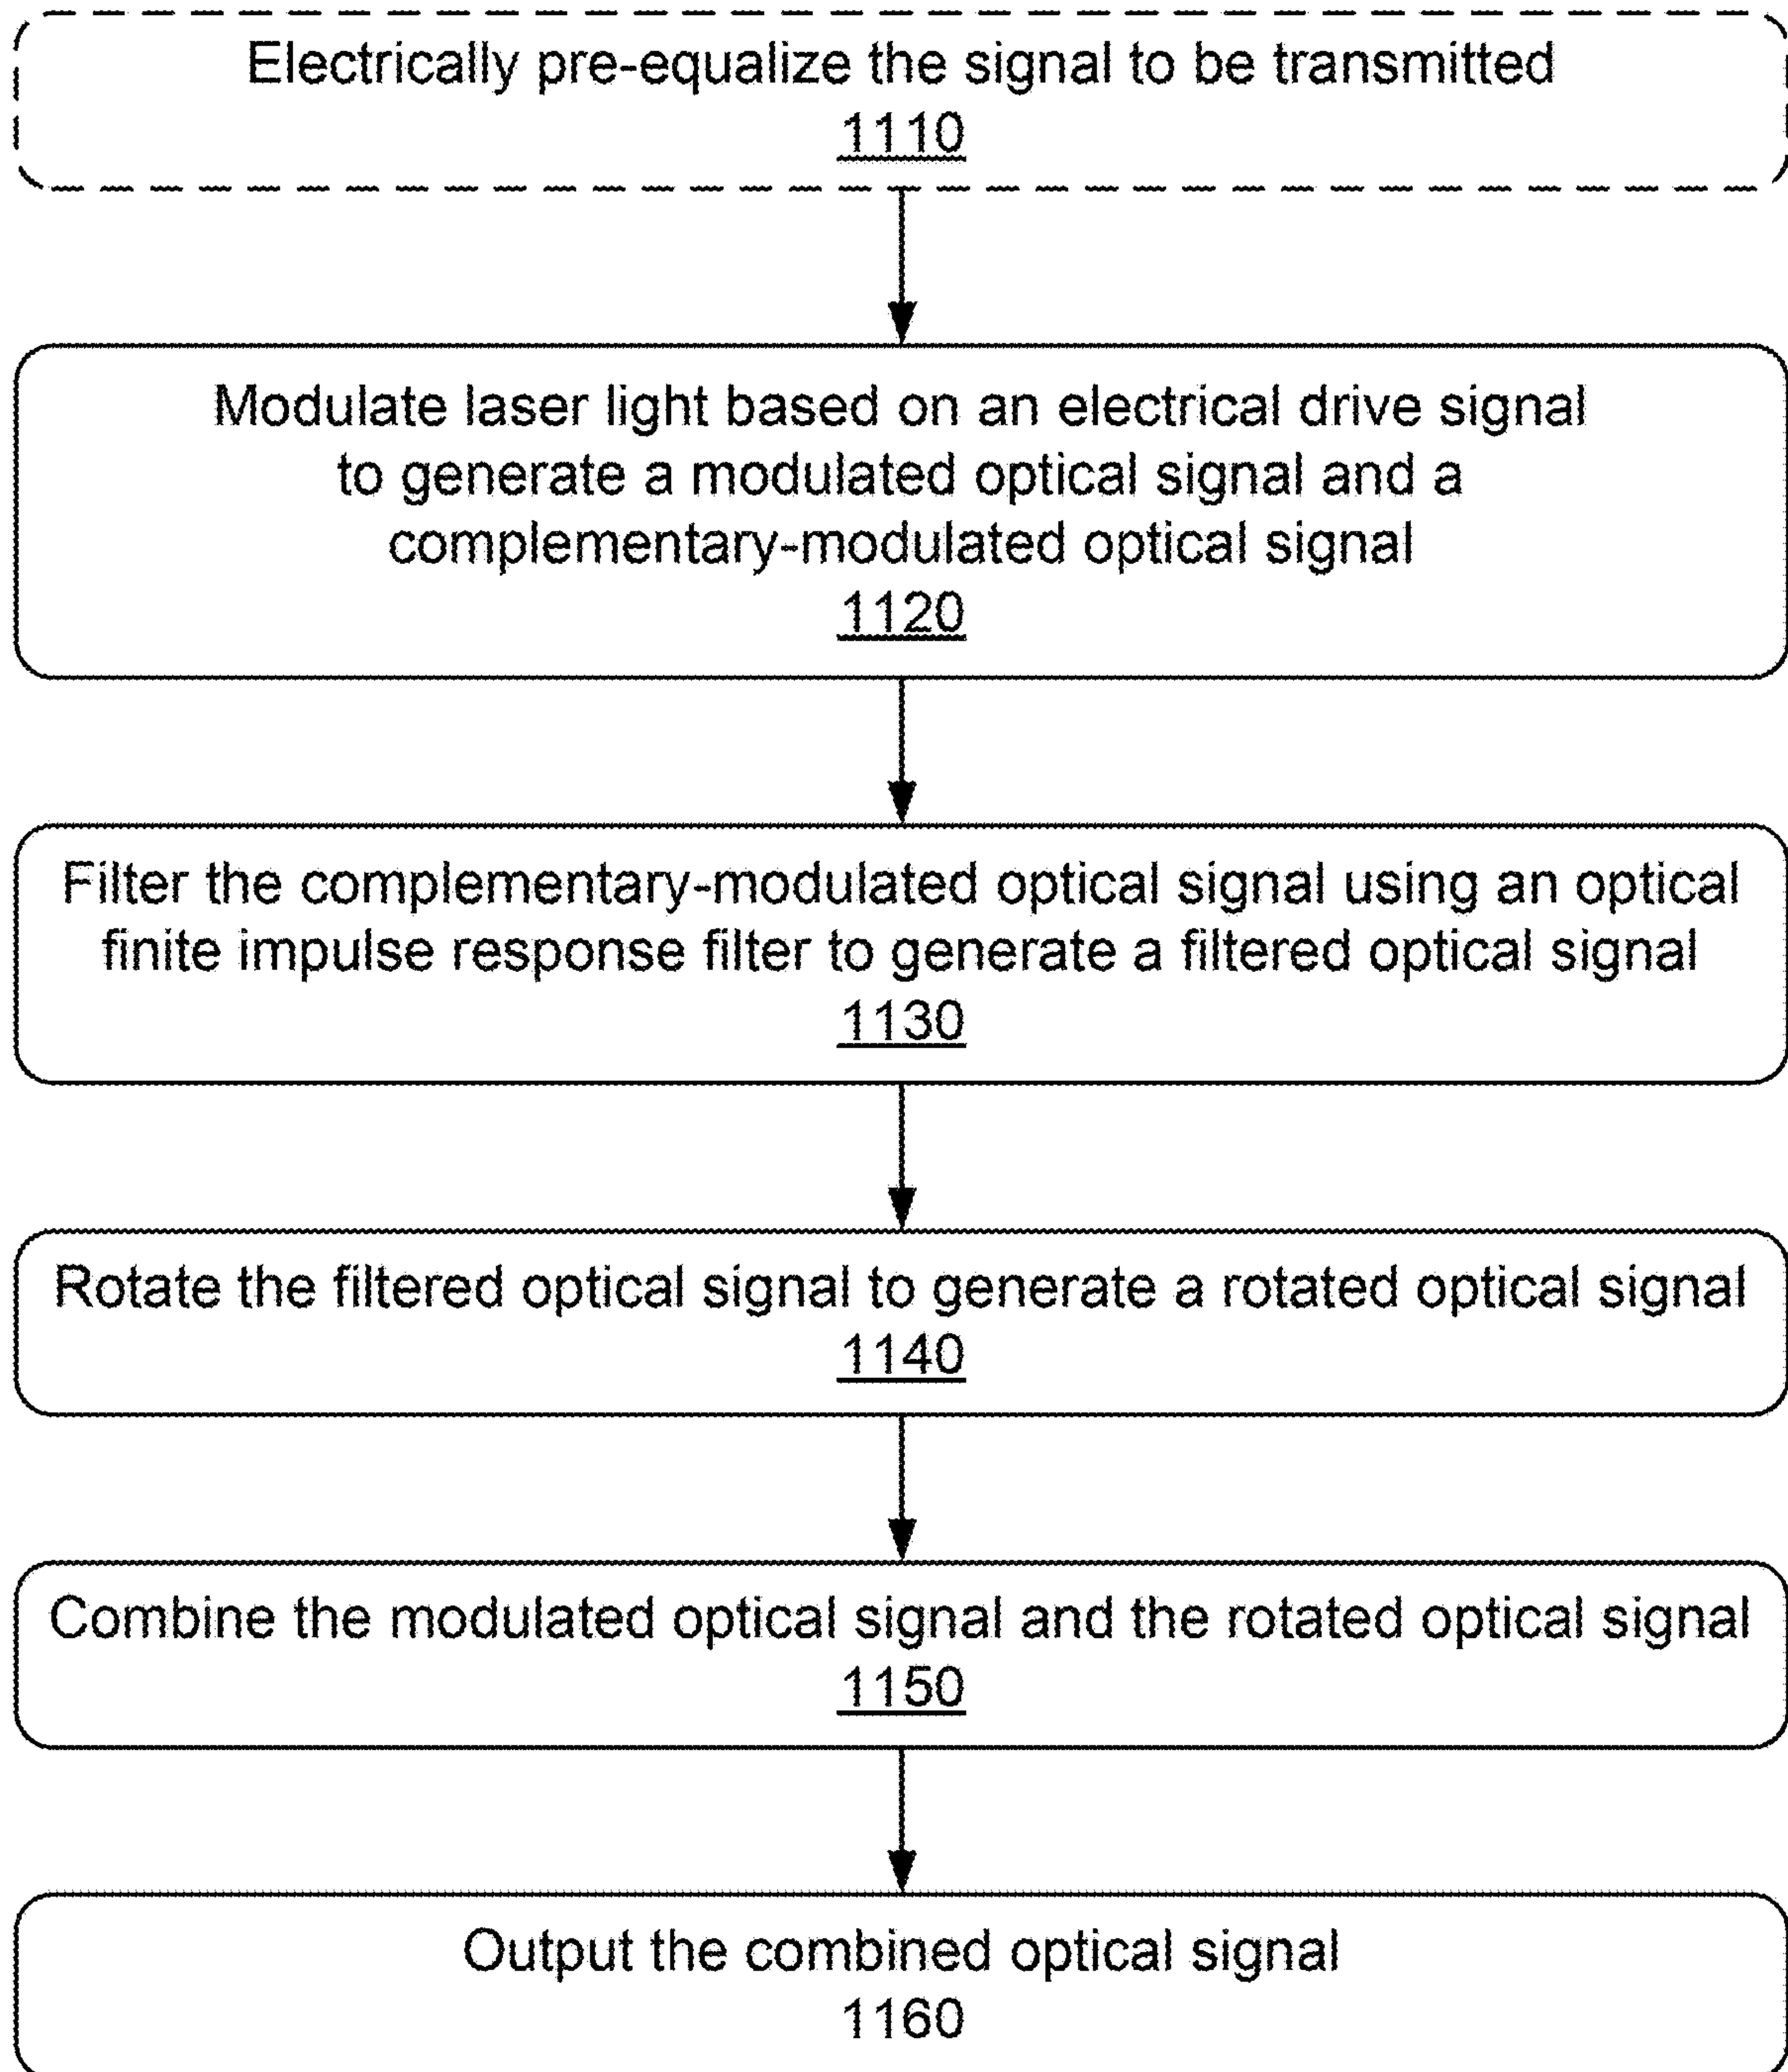 Electrically pre-equalize the signal to be transmitted
1110
Modulate laser light based on an electrical drive signal
to generate a modulated optical signal and a
complementary-modulated optical signal
1120
Filter the complementary-modulated optical signal using an optical
finite impulse response filter to generate a filtered optical signal
1130
Rotate the filtered optical signal to generate a rotated optical signal
1140
Combine the modulated optical signal and the rotated optical signal
1150
Output the combined optical signal
1160